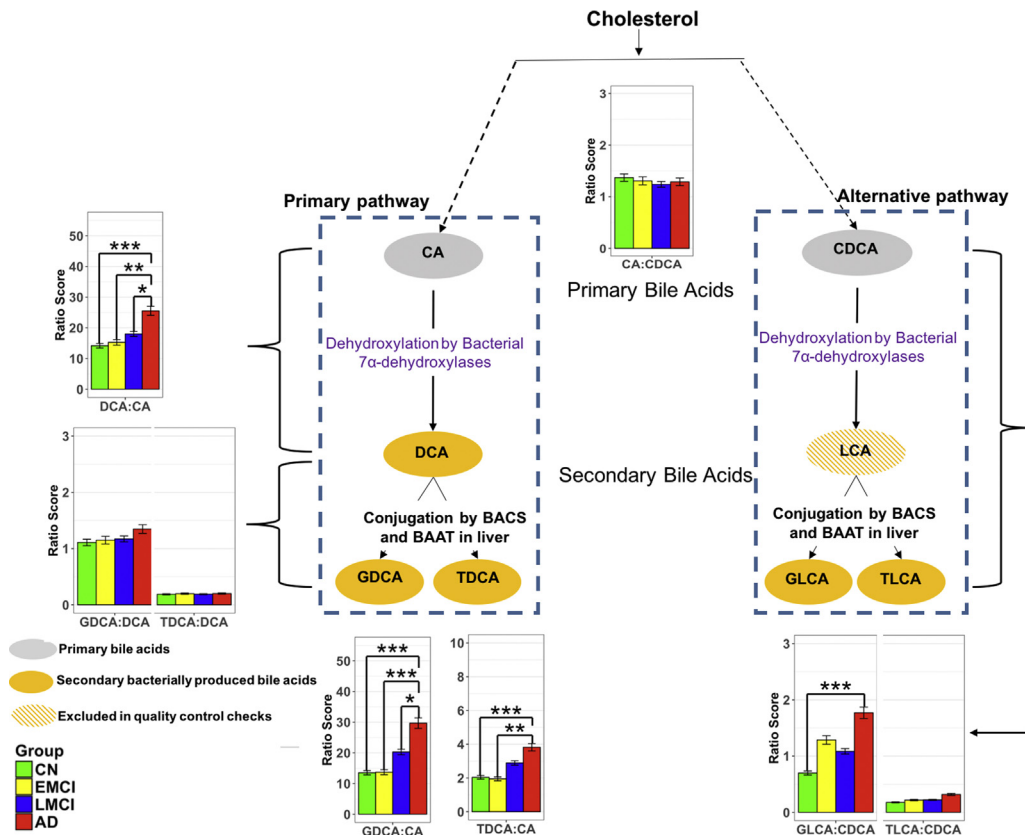 Cholesterol
3
2
1
0
Ratio Score
CA:CDCA
Primary Bile Acids
Primary pathway
Alternative pathway
CA
CDCA
Dehydroxylation by Bacterial
7α-dehydroxylases
Dehydroxylation by Bacterial
7α-dehydroxylases
50
40
30
20
10
0
Ratio Score
***
**
*
DCA:CA
DCA
LCA
Secondary Bile Acids
Conjugation by BACS
and BAAT in liver
Conjugation by BACS
and BAAT in liver
GDCA
TDCA
GLCA
TLCA
3
2
1
0
Ratio Score
GDCA:DCA
TDCA:DCA
Primary bile acids
Secondary bacterially produced bile acids
Excluded in quality control checks
Group
CN
EMCI
LMCI
AD
50
40
30
20
10
0
Ratio Score
***
***
*
GDCA:CA
10
8
6
4
2
0
Ratio Score
***
**
TDCA:CA
3
2
1
0
Ratio Score
***
GLCA:CDCA
TLCA:CDCA